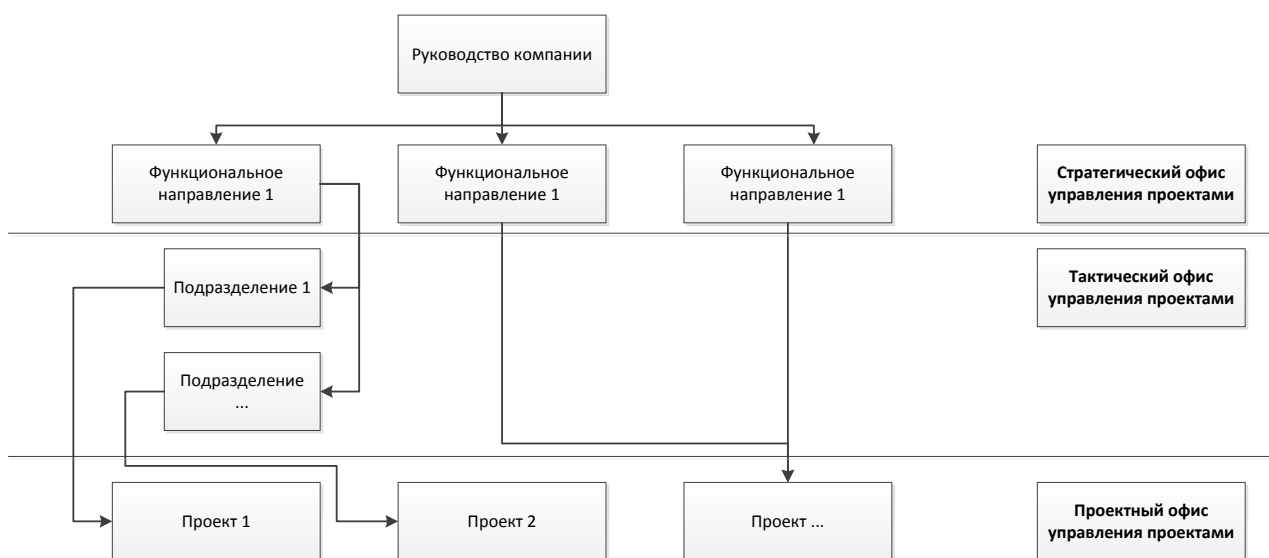 Руководство компании
Функциональное
направление 1
Функциональное
направление 1
Функциональное
направление 1
Стратегический офис
управления проектами
Подразделение 1
Тактический офис
управления проектами
Подразделение
...
Проект 1
Проект 2
Проект ...
Проектный офис
управления проектами